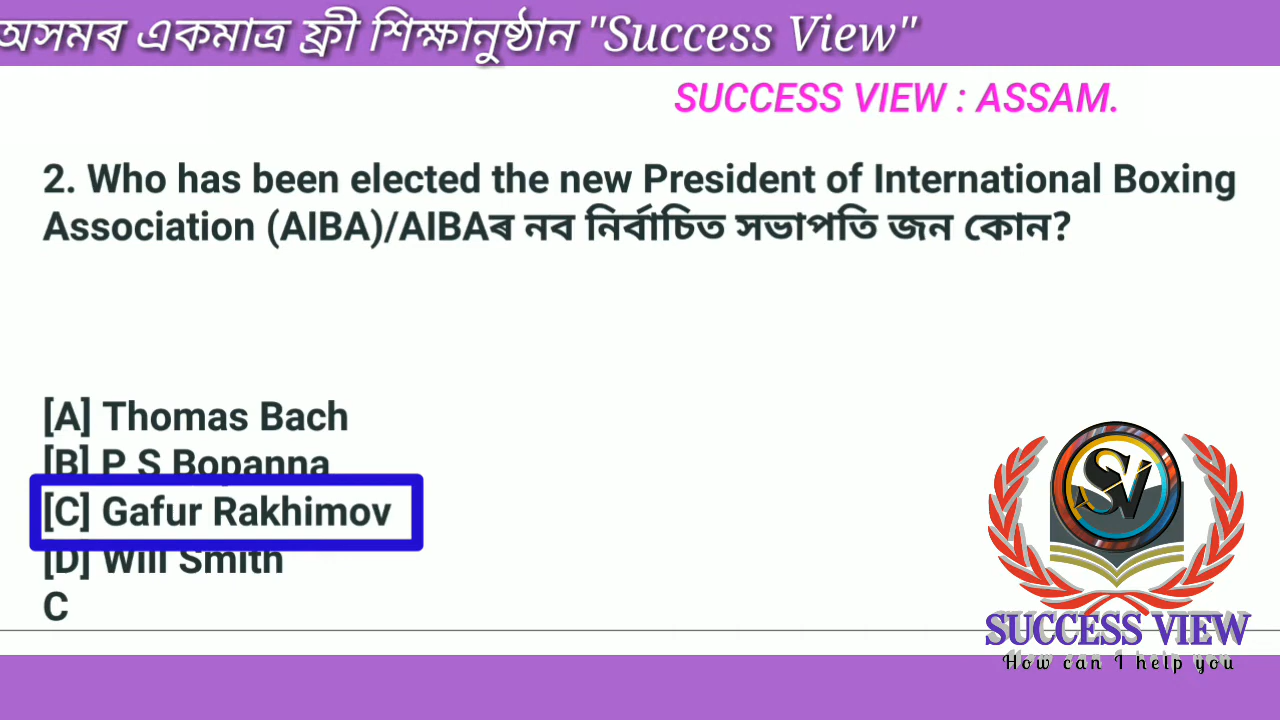 অসমৰ একমাত্ৰ ফ্ৰী শিক্ষানুষ্ঠান "Success View"
SUCCESS VIEW : ASSAM.
2. Who has been elected the new President of International Boxing
Association (AIBA)/AIBAৰ নব নিৰ্বাচিত সভাপতি জন কোন?
[A] Thomas Bach
[B] P S Bopanna
[C] Gafur Rakhimov
[D] Will Smith
C
SV
SUCCESS VIEW
How can I help you